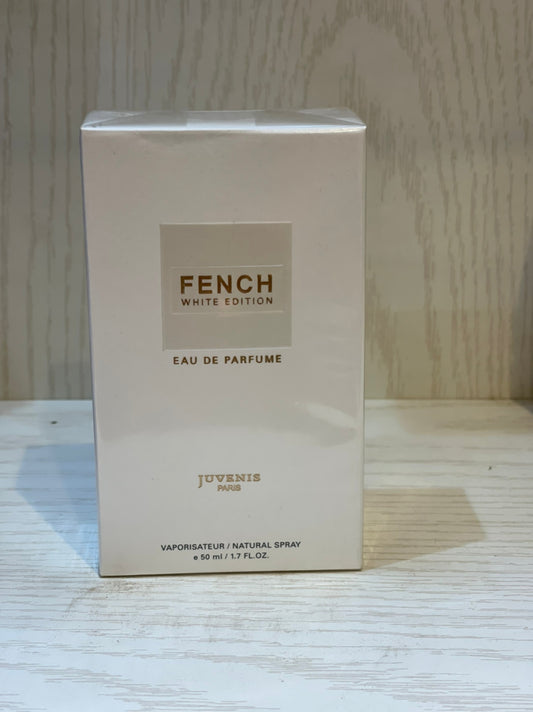 FENCH
WHITE EDITION
EAU DE PARFUME
JUVENIS
PARIS
VAPORISATEUR / NATURAL SPRAY
e 50 ml / 1.7 FL.OZ.